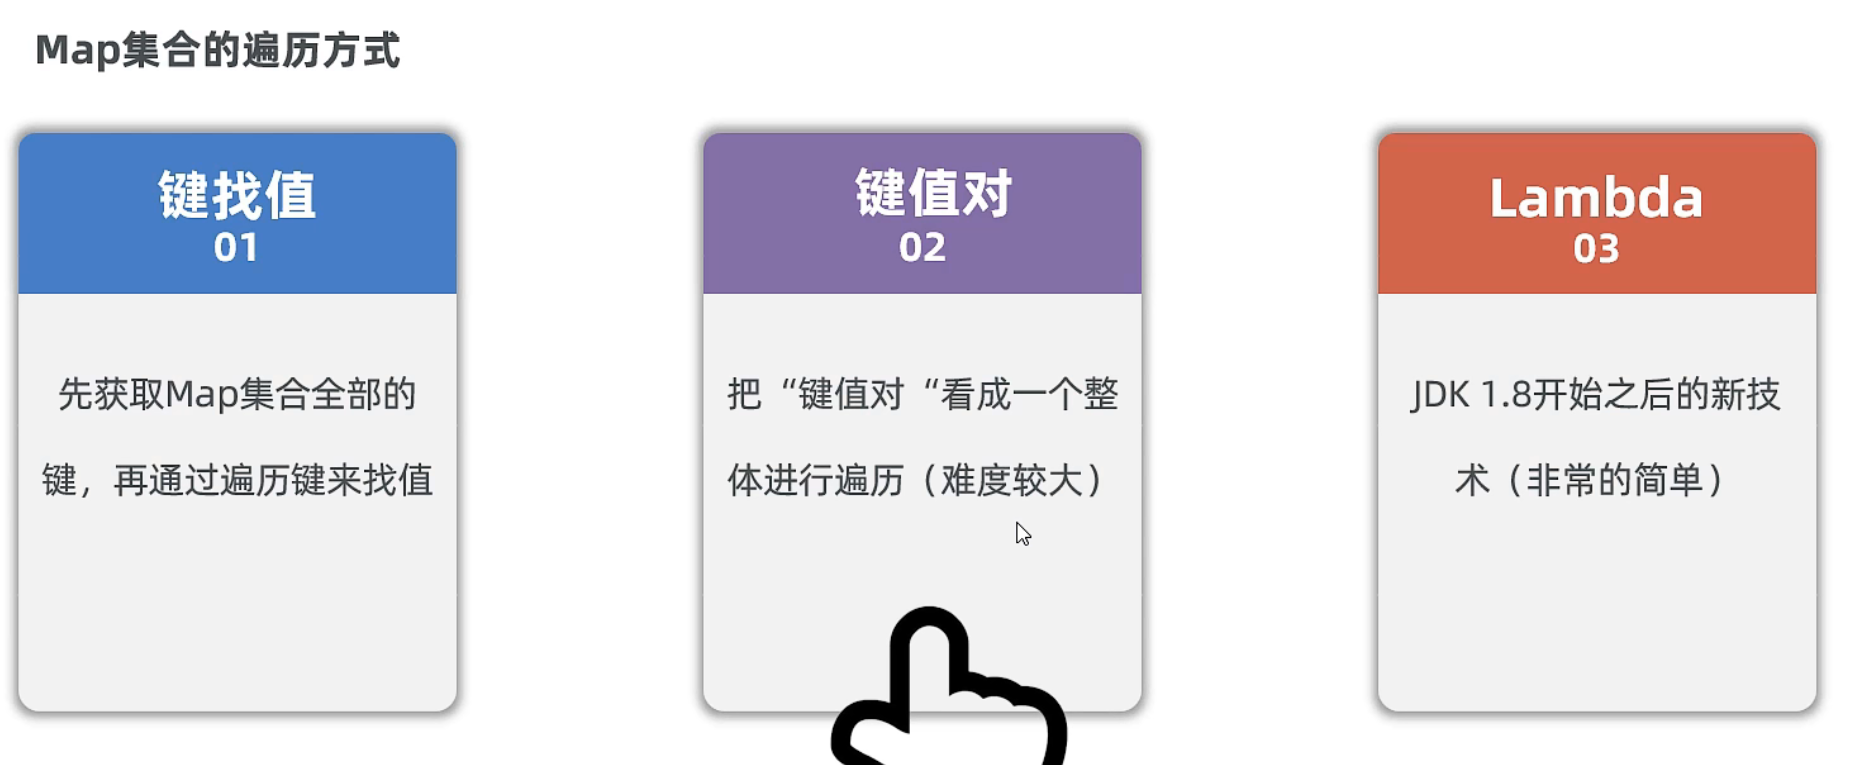 Map集合的遍历方式
键找值
01
先获取Map集合全部的
键，再通过遍历键来找值
键值对
02
把“键值对“看成一个整
体进行遍历（难度较大）
Lambda
03
JDK 1.8开始之后的新技
术（非常的简单）